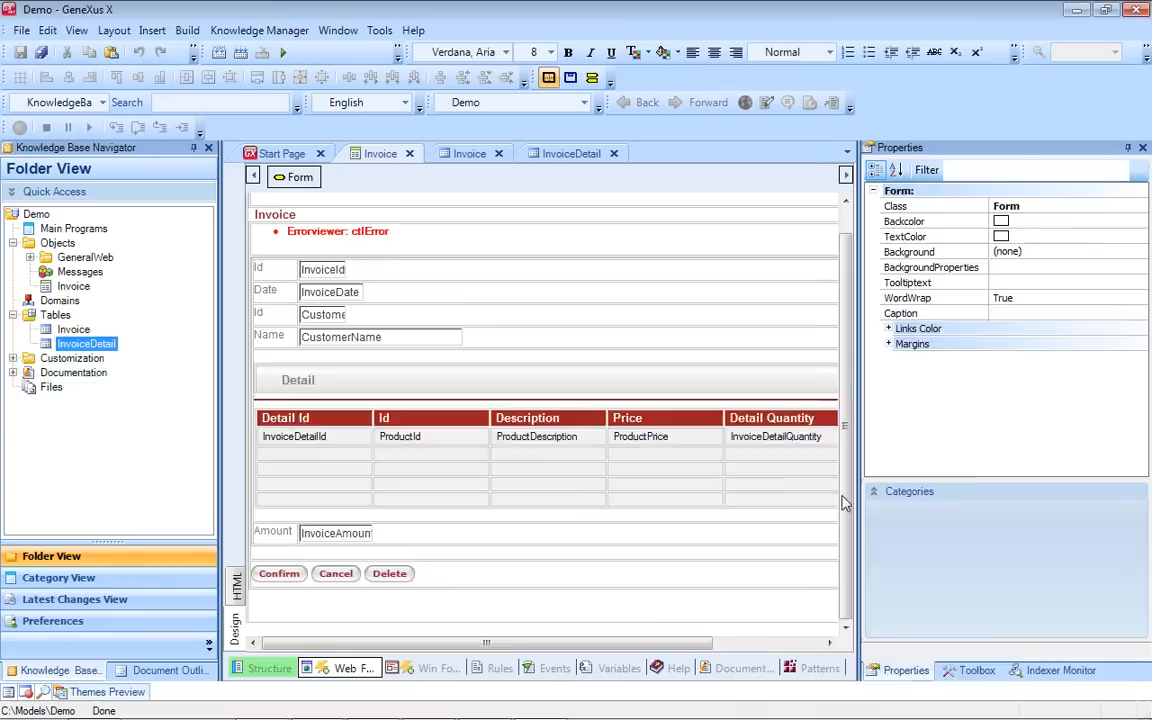 Demo - GeneXus X
File Edit View Layout Insert Build Knowledge Manager Window Tools Help
Verdana, Aria 8 B I U Normal ABC
KnowledgeBa Search English Demo Back Forward
Knowledge Base Navigator
Folder View
Quick Access
Demo
Main Programs
Objects
GeneralWeb
Messages
Invoice
Domains
Tables
Invoice
InvoiceDetail
Customization
Documentation
Files
Folder View
Category View
Latest Changes View
Preferences
Knowledge Base... Document Outli...
Themes Preview
C:\Models\Demo Done
GX Start Page Invoice Invoice InvoiceDetail
Form
Invoice
Errorviewer: ctlError
Id InvoiceId
Date InvoiceDate
Id Custome
Name CustomerName
Detail
Detail Id Id Description Price Detail Quantity
InvoiceDetailId ProductId ProductDescription ProductPrice InvoiceDetailQuantity
Amount InvoiceAmoun
Confirm Cancel Delete
HTML
Design
Structure Web F... Win Fo... Rules Events Variables Help Document... Patterns
Properties
Filter
Form:
Class Form
Backcolor
TextColor
Background (none)
BackgroundProperties
Tooltiptext
WordWrap True
Caption
Links Color
Margins
Categories
Properties Toolbox Indexer Monitor